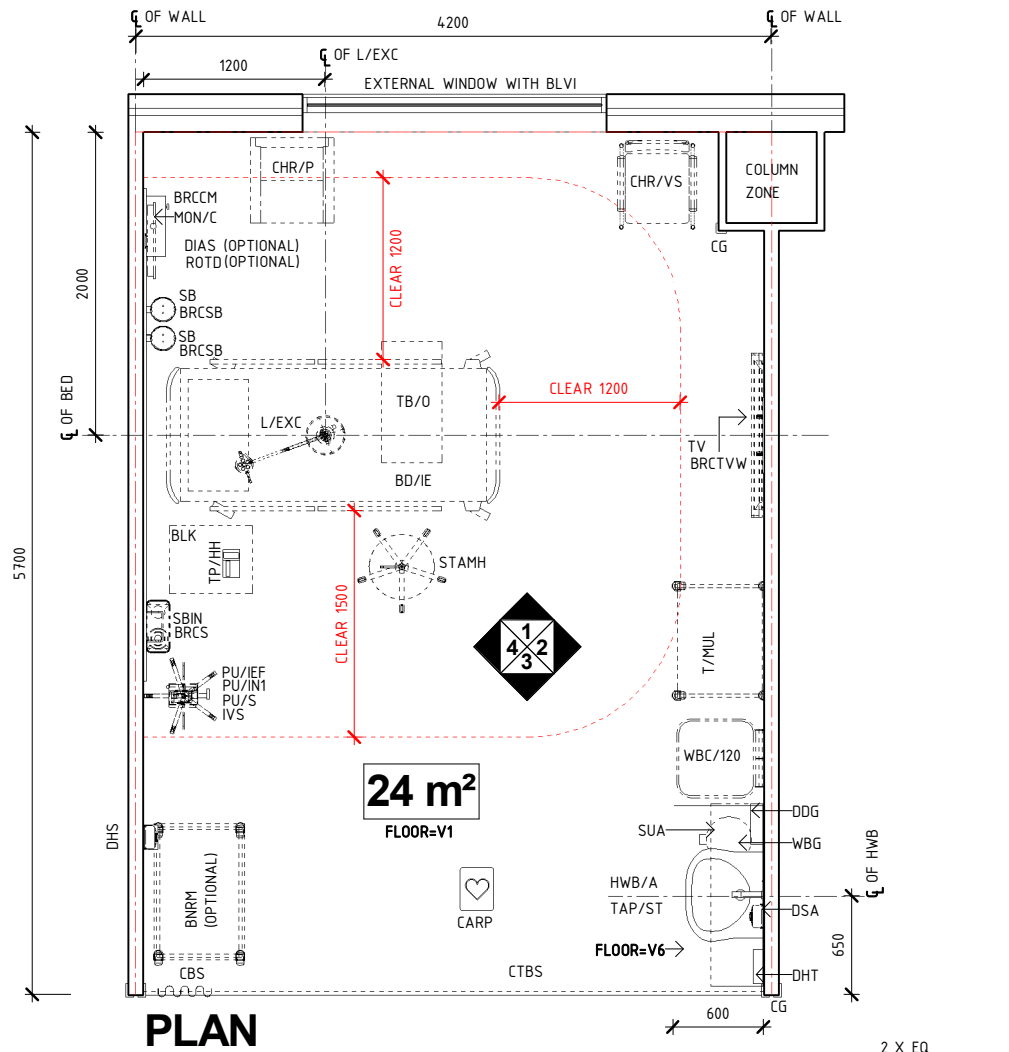 ℄ OF WALL
℄ OF WALL
4200
℄ OF L/EXC
1200
EXTERNAL WINDOW WITH BLVI
CHR/P
CHR/VS
COLUMN
ZONE
BRCCM
MON/C
CG
DIAS (OPTIONAL)
ROTD(OPTIONAL)
CLEAR 1200
2000
SB
BRCSB
SB
BRCSB
CLEAR 1200
TB/O
℄ OF BED
L/EXC
TV
BRCTVW
BD/IE
BLK
TP/HH
STAMH
5700
CLEAR 1500
SBIN
BRCS
1
4 2
3
T/MUL
PU/IEF
PU/IN1
PU/S
IVS
WBC/120
24 m²
FLOOR=V1
DDG
SUA
WBG
DHS
℄ OF HWB
BNRM
(OPTIONAL)
HWB/A
TAP/ST
DSA
CARP
FLOOR=V6
650
CBS
CTBS
DHT
CG
600
PLAN
2 X EQ